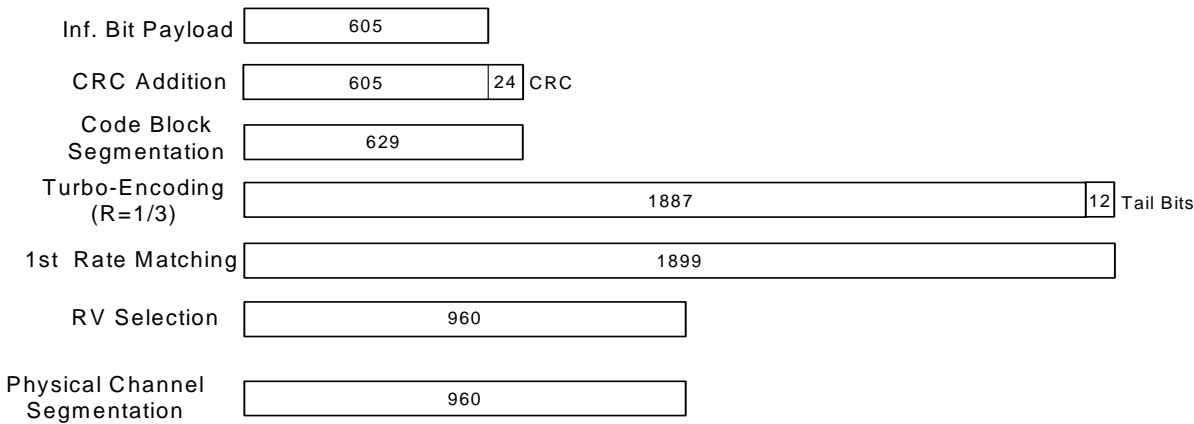 Inf. Bit Payload 605
CRC Addition 605 24 CRC
Code Block
Segmentation 629
Turbo-Encoding
(R=1/3) 1887 12 Tail Bits
1st Rate Matching 1899
RV Selection 960
Physical Channel
Segmentation 960